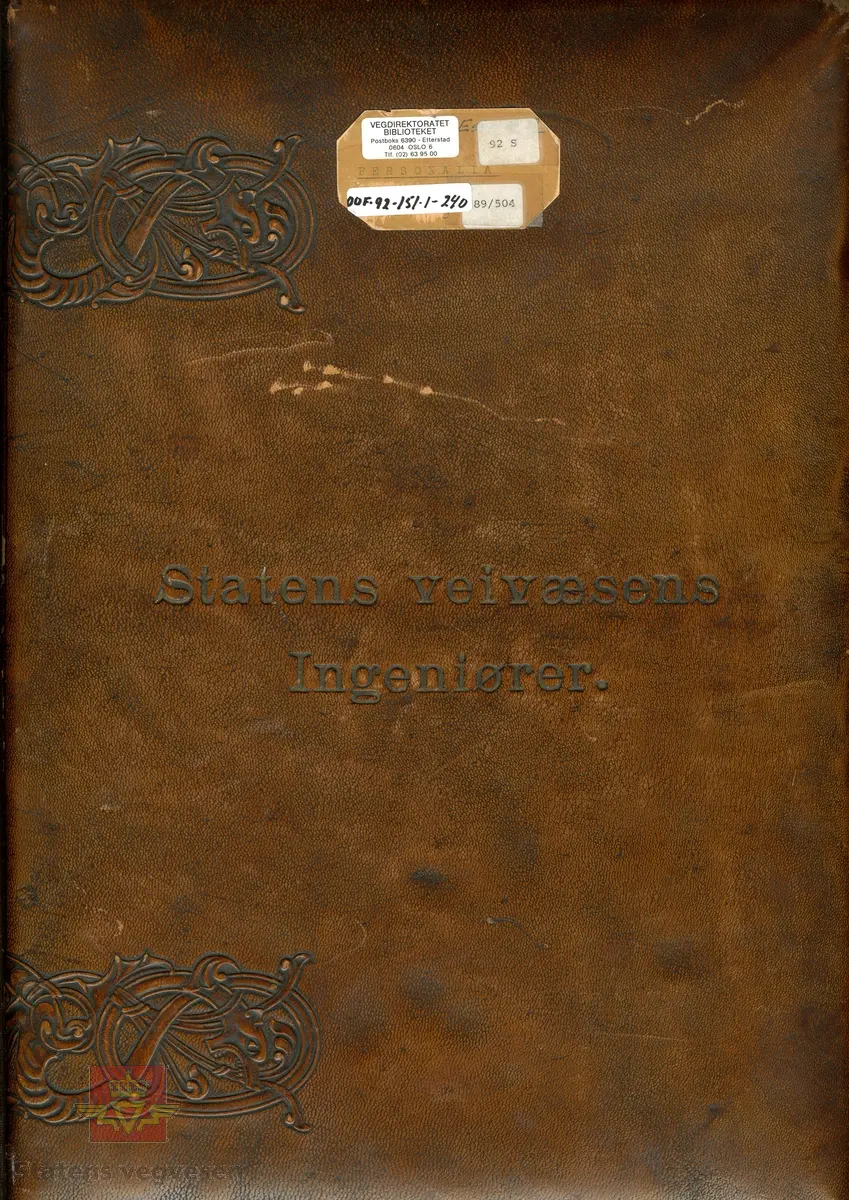 VEGDIREKTORATET
BIBLIOTEKET
Postboks 6390 - Etterstad
0604 OSLO 6
Tlf. (02) 63 95 00
92 S
PERSONALIA
OOF-92-151·1-240
89/504
Statens veivæsens
Ingeniører.
Statens vegvesen